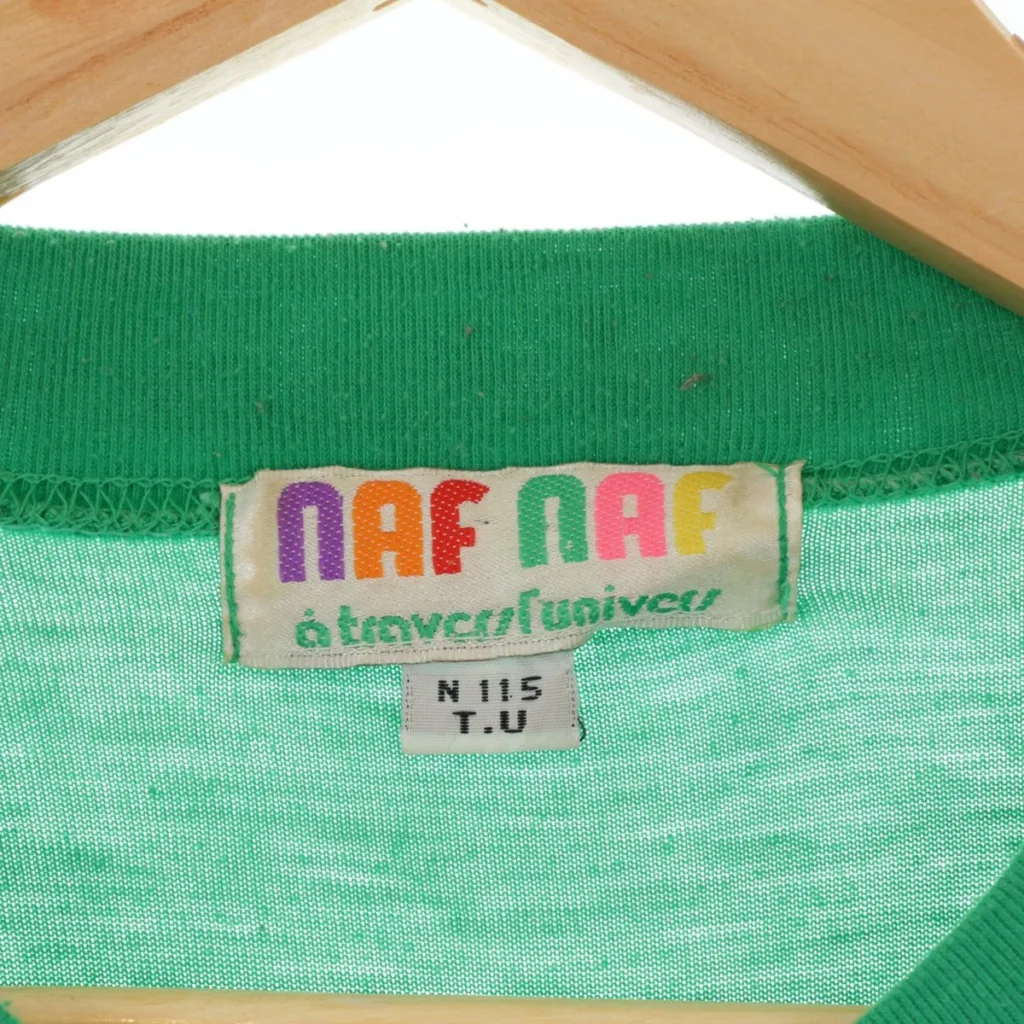 NAF NAF
à travers l'univers
N 115
T.U